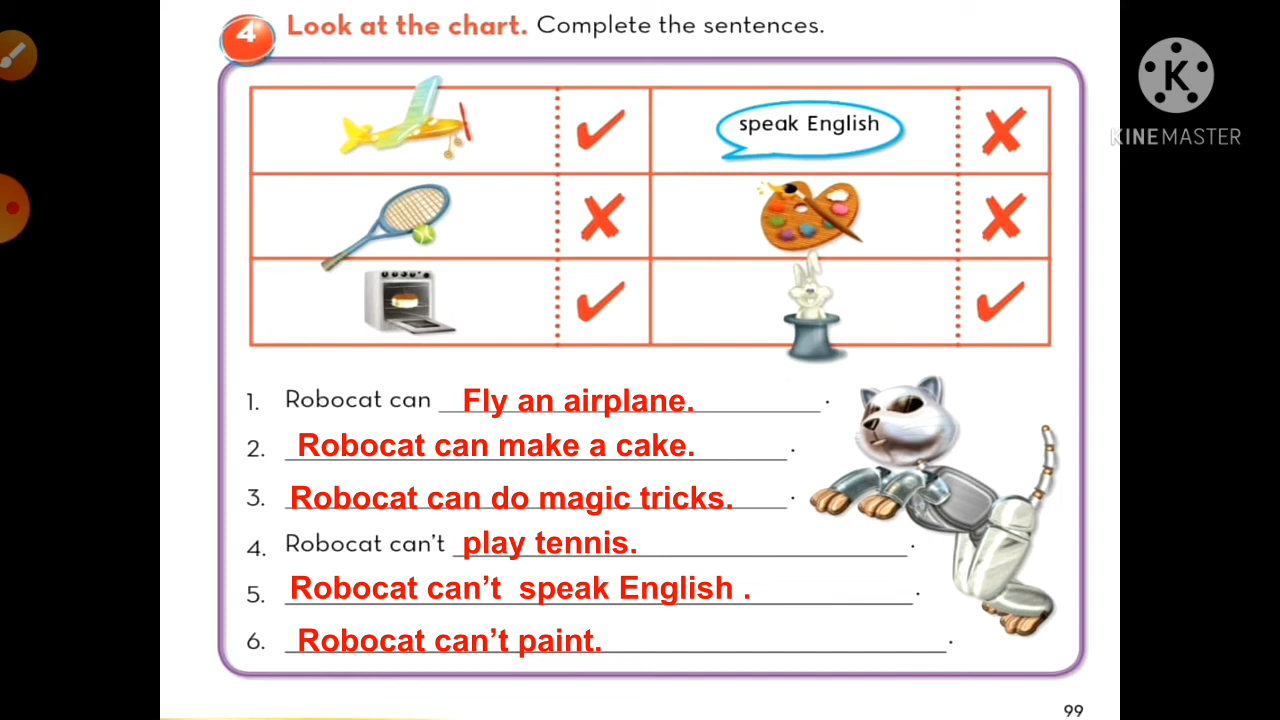 4 Look at the chart. Complete the sentences.
K
KINEMASTER
speak English
1. Robocat can Fly an airplane. .
2. Robocat can make a cake. .
3. Robocat can do magic tricks. .
4. Robocat can't play tennis. .
5. Robocat can't speak English . .
6. Robocat can't paint. .
99